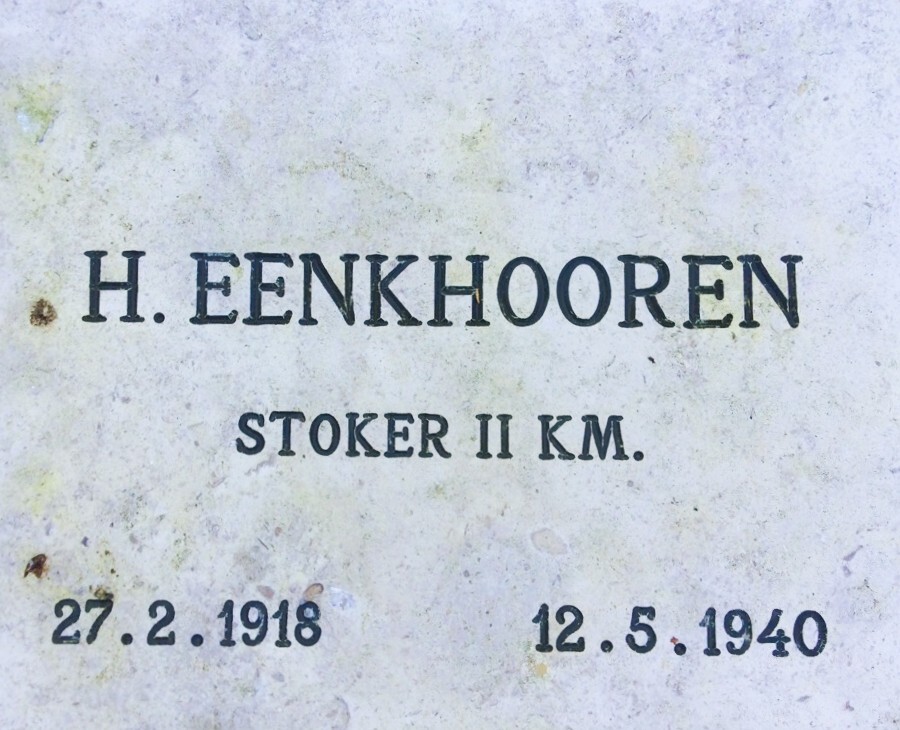 H. EENKHOOREN
STOKER II KM.
27.2.1918 12.5.1940